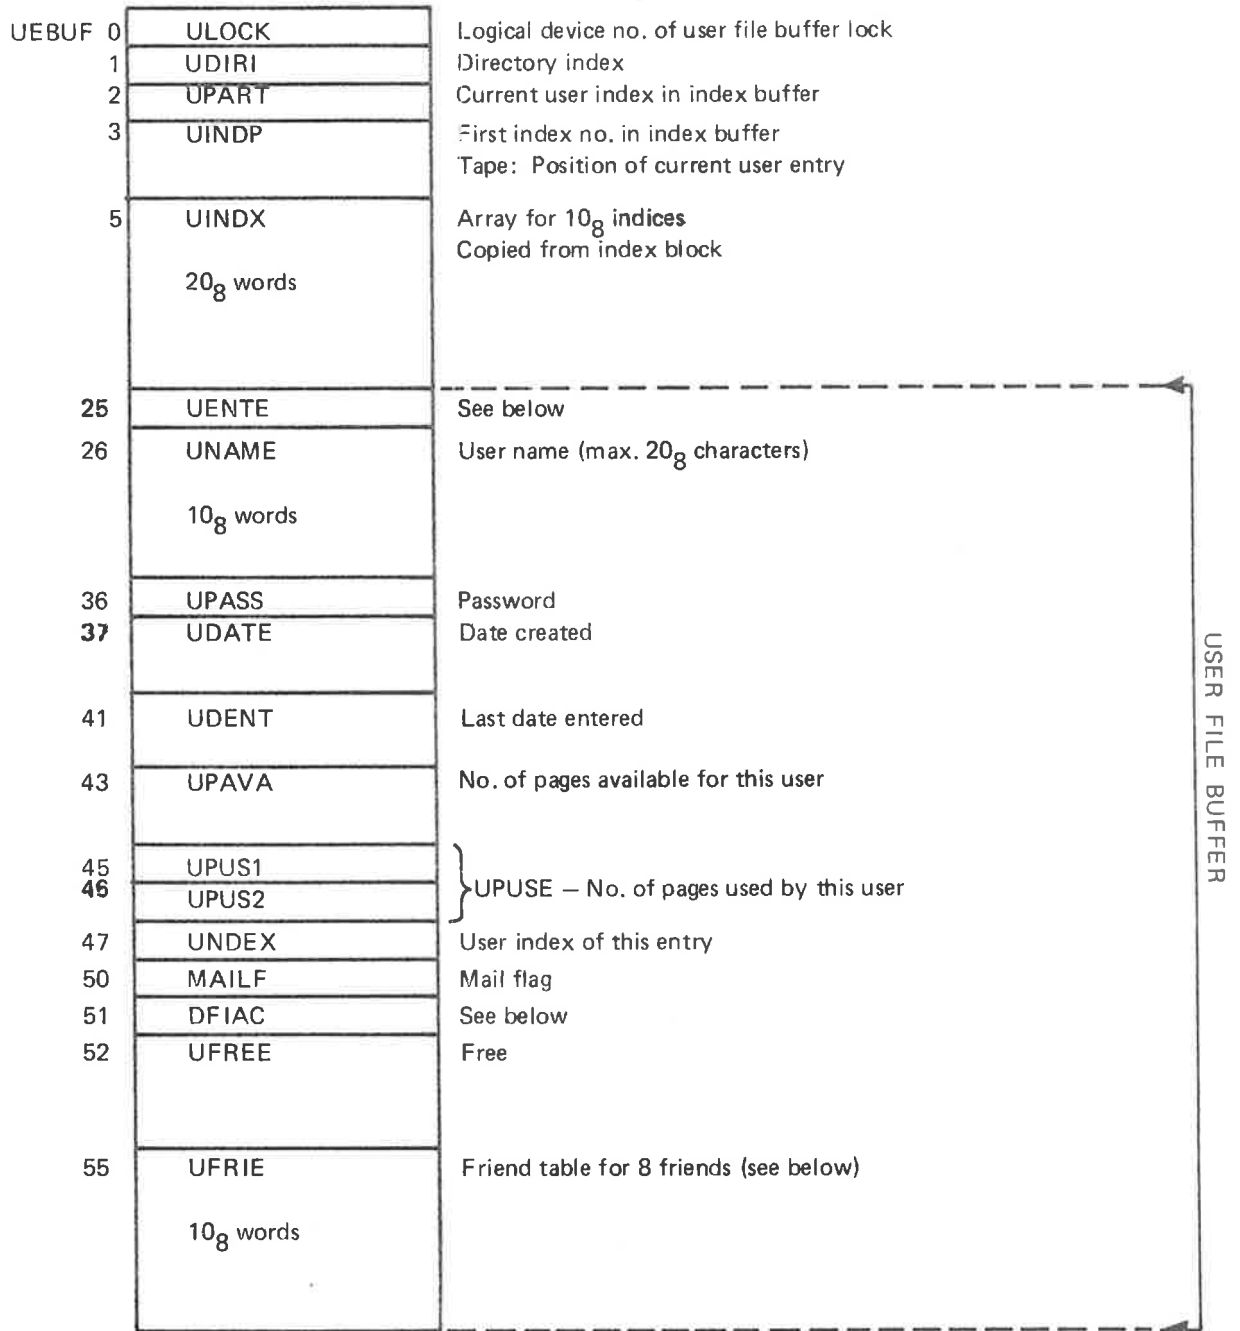 UEBUF 0 ULOCK Logical device no. of user file buffer lock
1 UDIRI Directory index
2 UPART Current user index in index buffer
3 UINDP First index no. in index buffer
Tape: Position of current user entry
5 UINDX Array for 10₈ indices
Copied from index block
20₈ words
25 UENTE See below
26 UNAME User name (max. 20₈ characters)
10₈ words
36 UPASS Password
37 UDATE Date created
41 UDENT Last date entered
43 UPAVA No. of pages available for this user
45 UPUS1
UPUSE – No. of pages used by this user
46 UPUS2
47 UNDEX User index of this entry
50 MAILF Mail flag
51 DFIAC See below
52 UFREE Free
55 UFRIE Friend table for 8 friends (see below)
10₈ words
USER FILE BUFFER